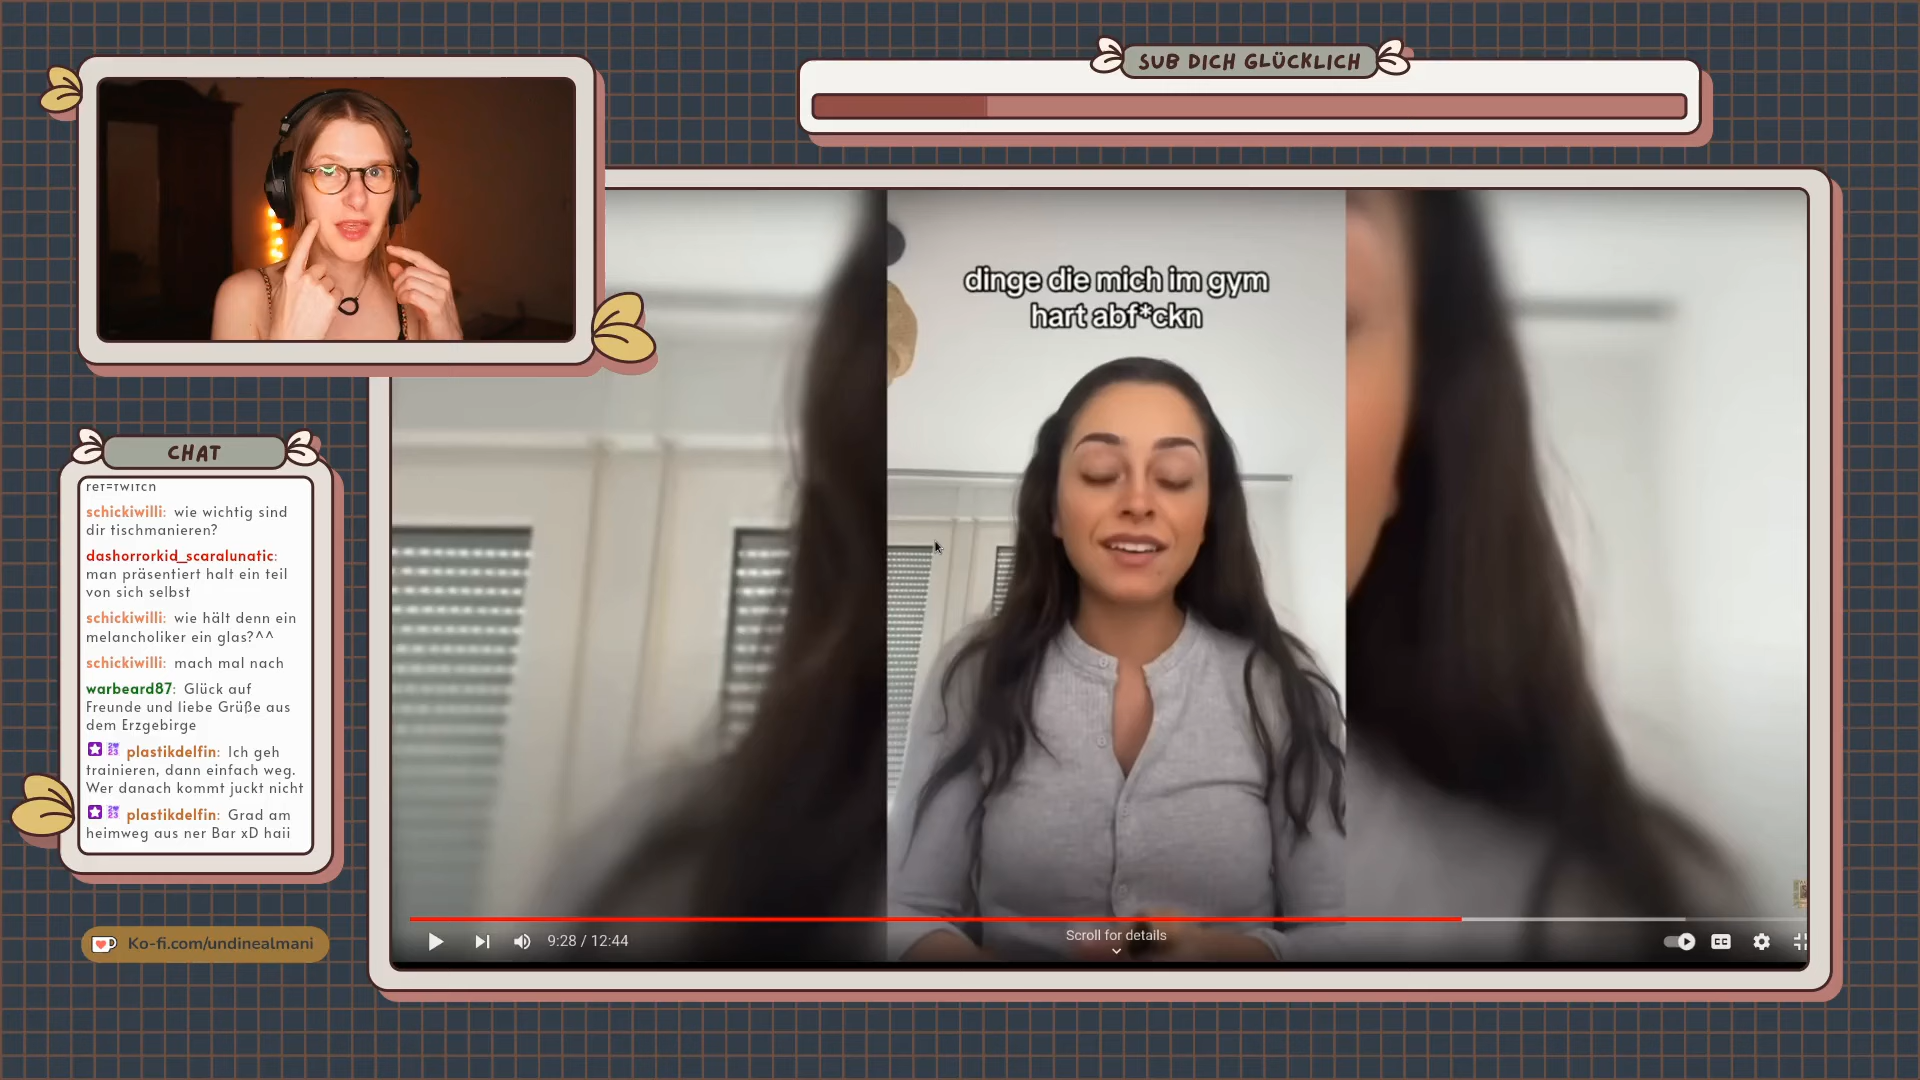 SUB DICH GLÜCKLICH
dinge die mich im gym
hart abf*ckn
CHAT
ref=twitch
schickiwilli: wie wichtig sind
dir tischmanieren?
dashorrorkid_scaralunatic:
man präsentiert halt ein teil
von sich selbst
schickiwilli: wie hält denn ein
melancholiker ein glas?^^
schickiwilli: mach mal nach
warbeard87: Glück auf
Freunde und liebe Grüße aus
dem Erzgebirge
plastikdelfin: Ich geh
trainieren, dann einfach weg.
Wer danach kommt juckt nicht
plastikdelfin: Grad am
heimweg aus ner Bar xD haii
Ko-fi.com/undinealmani
9:28 / 12:44
Scroll for details
CC